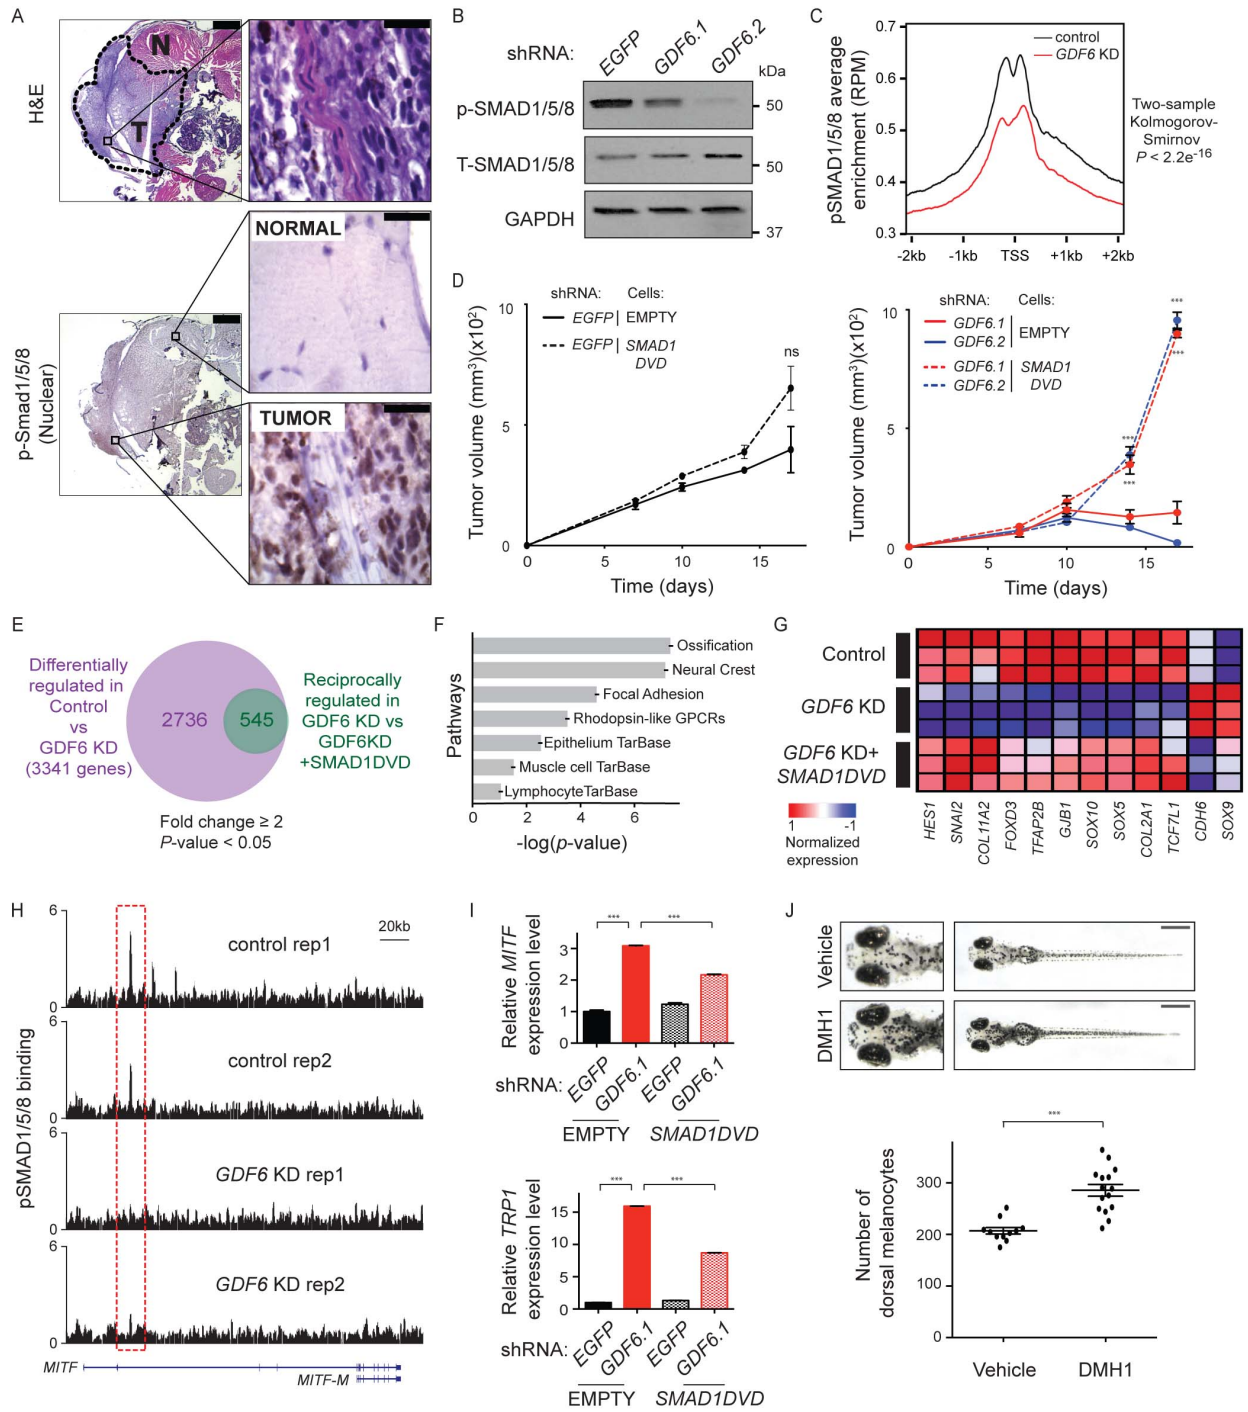 A
H&E
N
T
p-Smad1/5/8
(Nuclear)
NORMAL
TUMOR
B
shRNA:
EGFP
GDF6.1
GDF6.2
kDa
p-SMAD1/5/8
50
T-SMAD1/5/8
50
GAPDH
37
C
pSMAD1/5/8 average
enrichment (RPM)
0.7
0.6
0.5
0.4
0.3
control
GDF6 KD
-2kb
-1kb
TSS
+1kb
+2kb
Two-sample
Kolmogorov-
Smirnov
P < 2.2e-16
D
shRNA: Cells:
EGFP EMPTY
EGFP SMAD1
DVD
ns
Tumor volume (mm3)(x102)
10
5
0
0 5 10 15
Time (days)
shRNA: Cells:
GDF6.1
EMPTY
GDF6.2
GDF6.1 SMAD1
GDF6.2 DVD
***
***
***
***
Tumor volume (mm3)(x102)
10
5
0
0 5 10 15
Time (days)
E
Differentially
regulated in
Control
vs
GDF6 KD
(3341 genes)
2736
545
Reciprocally
regulated in
GDF6 KD vs
GDF6KD
+SMAD1DVD
Fold change ≥ 2
P-value < 0.05
F
Pathways
Ossification
Neural Crest
Focal Adhesion
Rhodopsin-like GPCRs
Epithelium TarBase
Muscle cell TarBase
LymphocyteTarBase
0 2 4 6
-log(p-value)
G
Control
GDF6 KD
GDF6 KD+
SMAD1DVD
1 -1
Normalized
expression
HES1
SNAI2
COL11A2
FOXD3
TFAP2B
GJB1
SOX10
SOX5
COL2A1
TCF7L1
CDH6
SOX9
H
pSMAD1/5/8 binding
6
0
control rep1
20kb
6
0
control rep2
6
0
GDF6 KD rep1
6
0
GDF6 KD rep2
MITF
MITF-M
I
Relative MITF
expression level
3
2
1
0
***
***
shRNA:
EGFP
GDF6.1
EGFP
GDF6.1
EMPTY
SMAD1DVD
Relative TRP1
expression level
15
10
5
0
***
***
shRNA:
EGFP
GDF6.1
EGFP
GDF6.1
EMPTY
SMAD1DVD
J
Vehicle
DMH1
***
Number of
dorsal melanocytes
300
200
100
0
Vehicle
DMH1